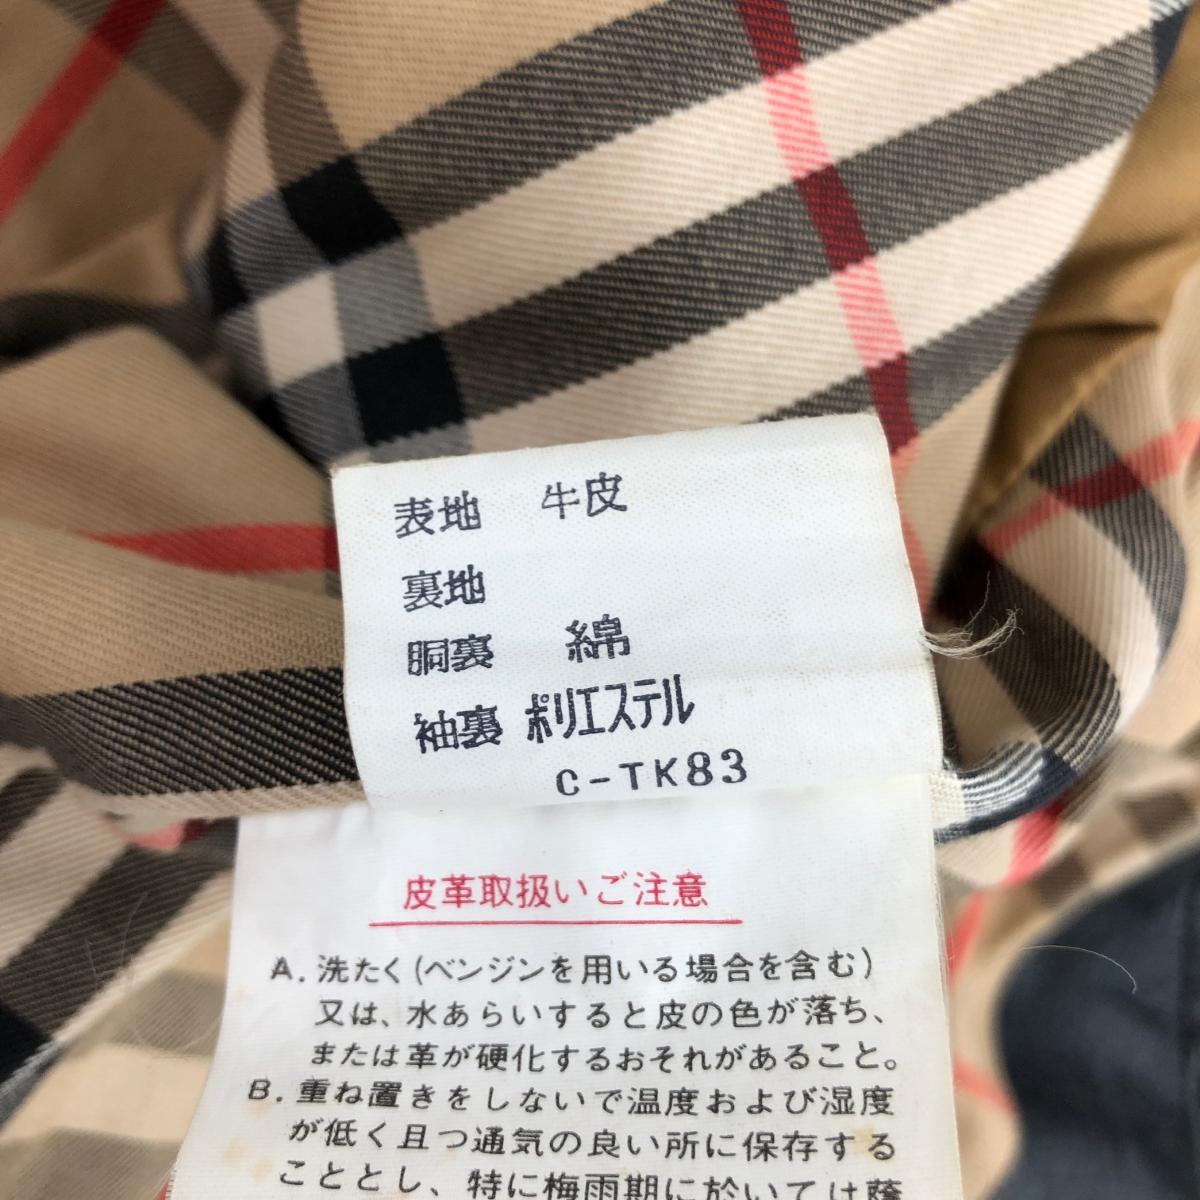 表地 牛皮
裏地
胴裏 綿
袖裏 ポリエステル
C-TK83
皮革取扱いご注意
A. 洗たく(ベンジンを用いる場合を含む)
又は、水あらいすると皮の色が落ち、
または革が硬化するおそれがあること。
B. 重ね置きをしないで温度および湿度
が低く且つ通気の良い所に保存する
こととし、特に梅雨期に於いては